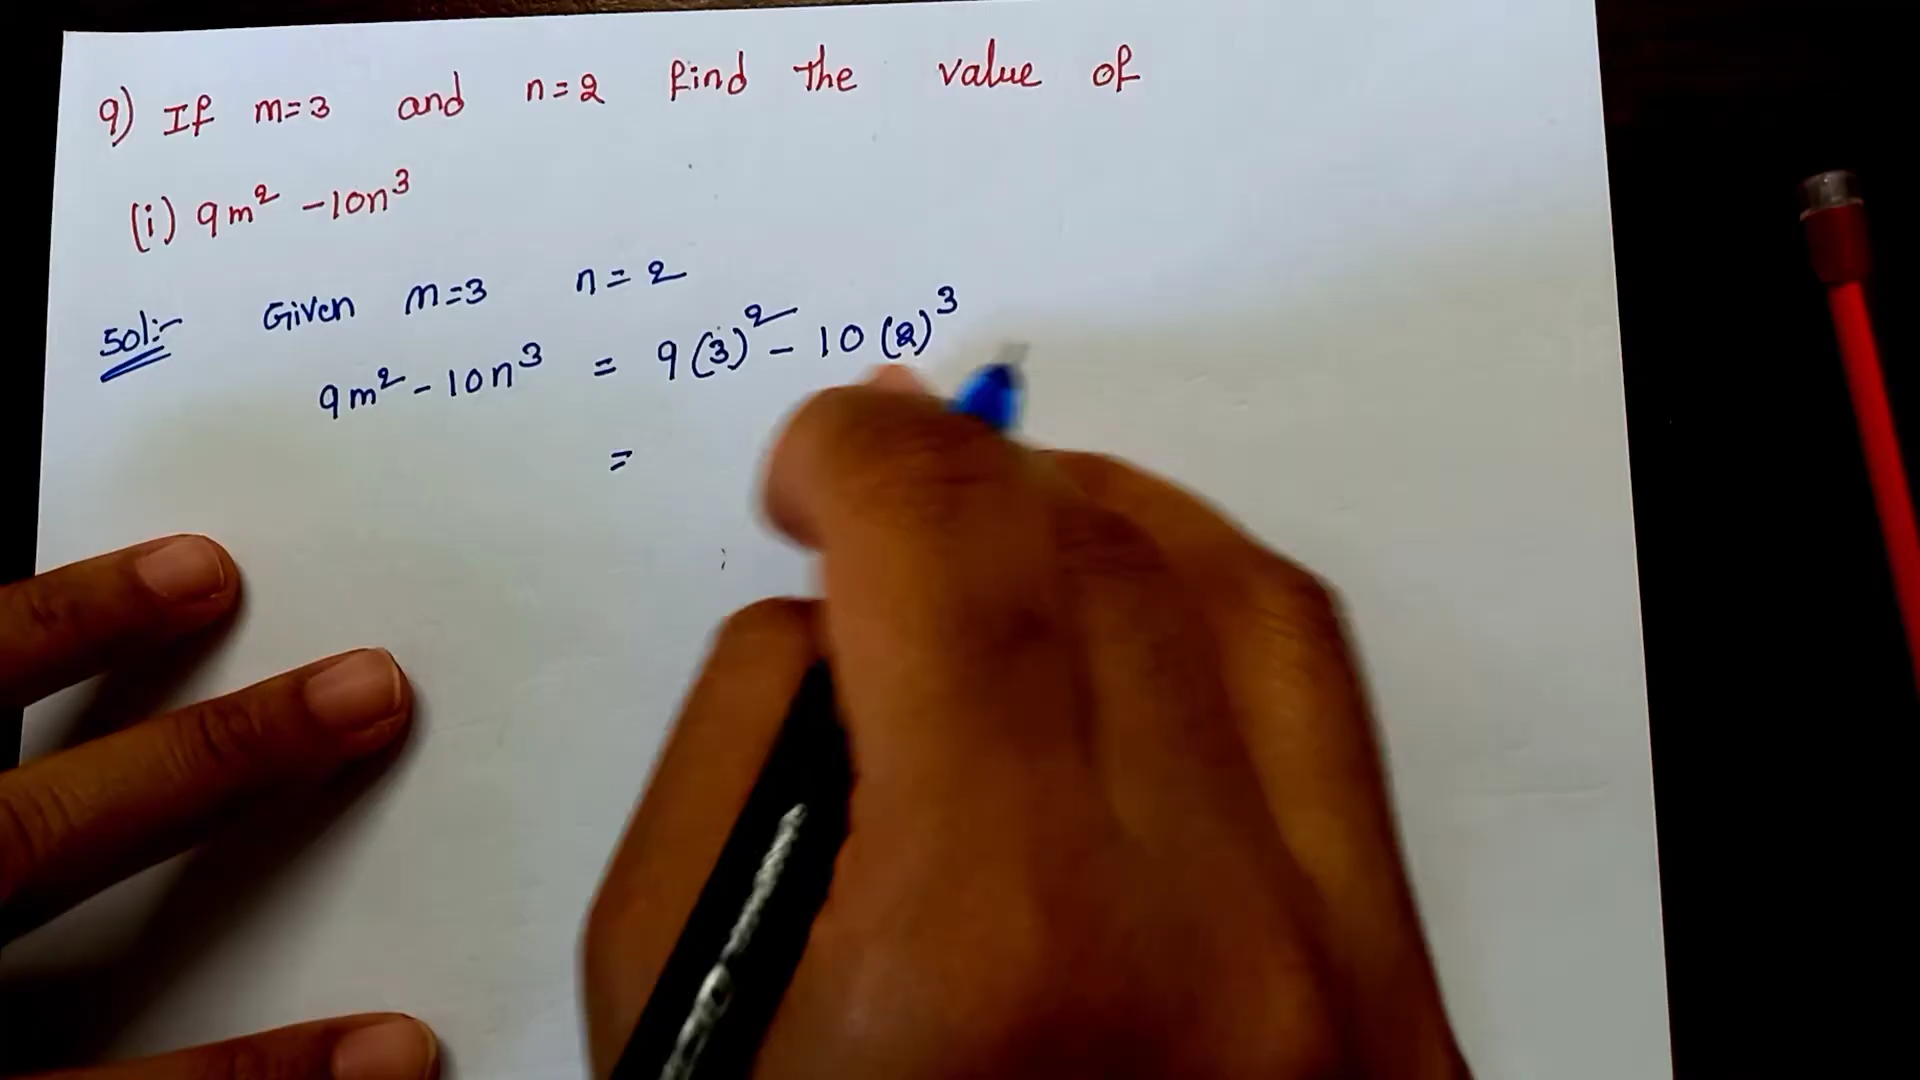 9) If m=3 and n=2 find the value of
(i) 9m² -10n³
Sol:- Given m=3 n=2
9m² - 10n³ = 9(3)² - 10(2)³
=